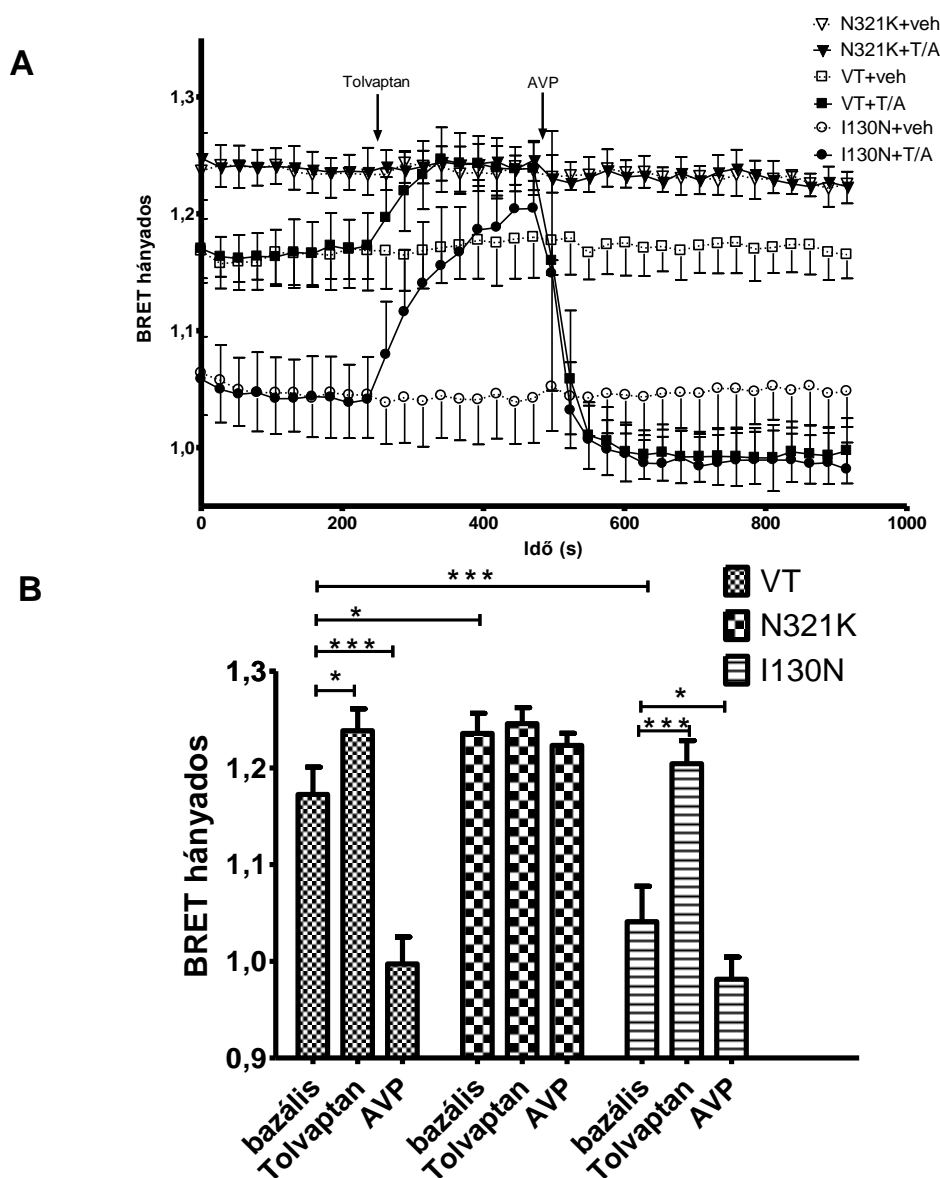 A
N321K+veh
N321K+T/A
VT+veh
VT+T/A
I130N+veh
I130N+T/A
Tolvaptan
AVP
BRET hányados
1,3
1,2
1,1
1,0
0 200 400 600 800 1000
Idő (s)
B
VT
N321K
I130N
***
*
***
*
*
***
BRET hányados
1,3
1,2
1,1
1,0
0,9
bazális Tolvaptan AVP bazális Tolvaptan AVP bazális Tolvaptan AVP